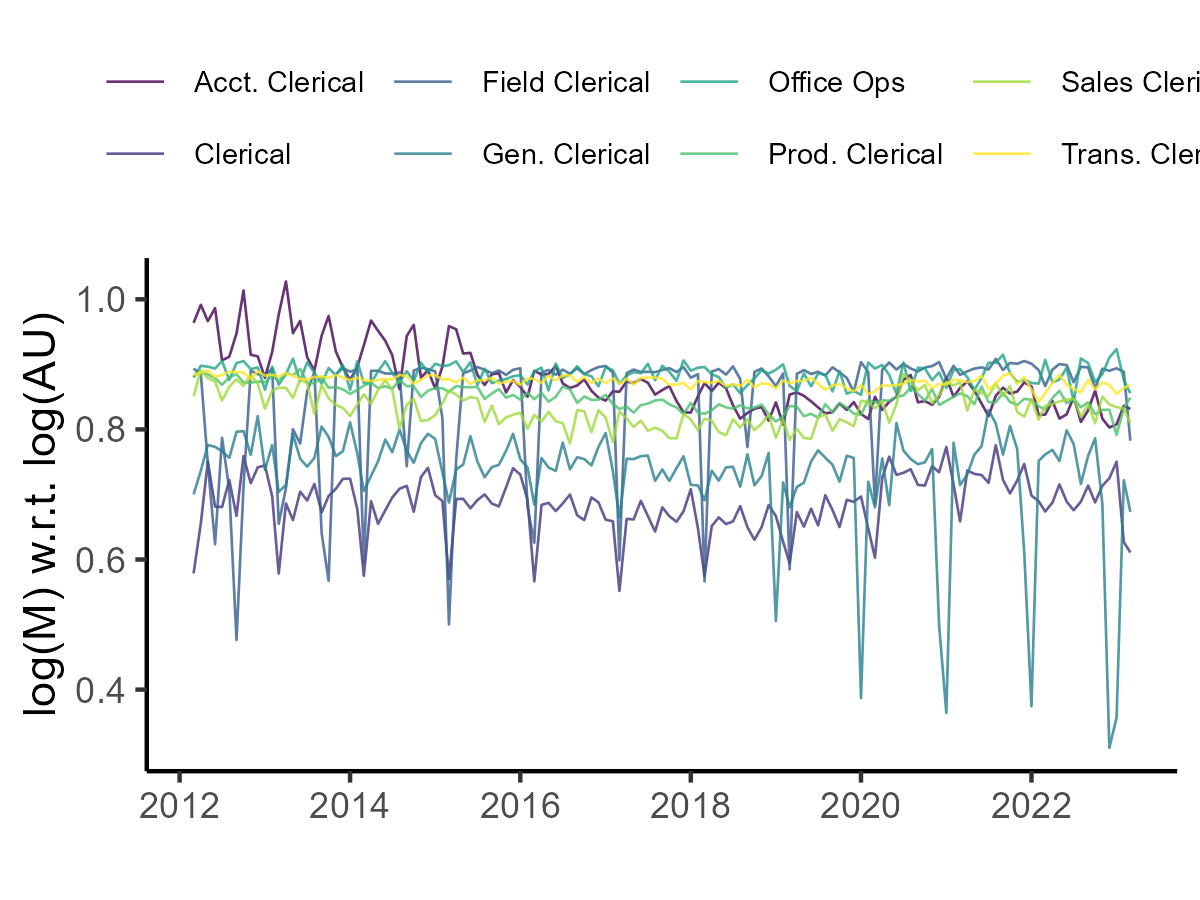 Acct. Clerical Field Clerical Office Ops Sales Cleri
Clerical Gen. Clerical Prod. Clerical Trans. Cler
log(M) w.r.t. log(AU)
1.0
0.8
0.6
0.4
2012 2014 2016 2018 2020 2022